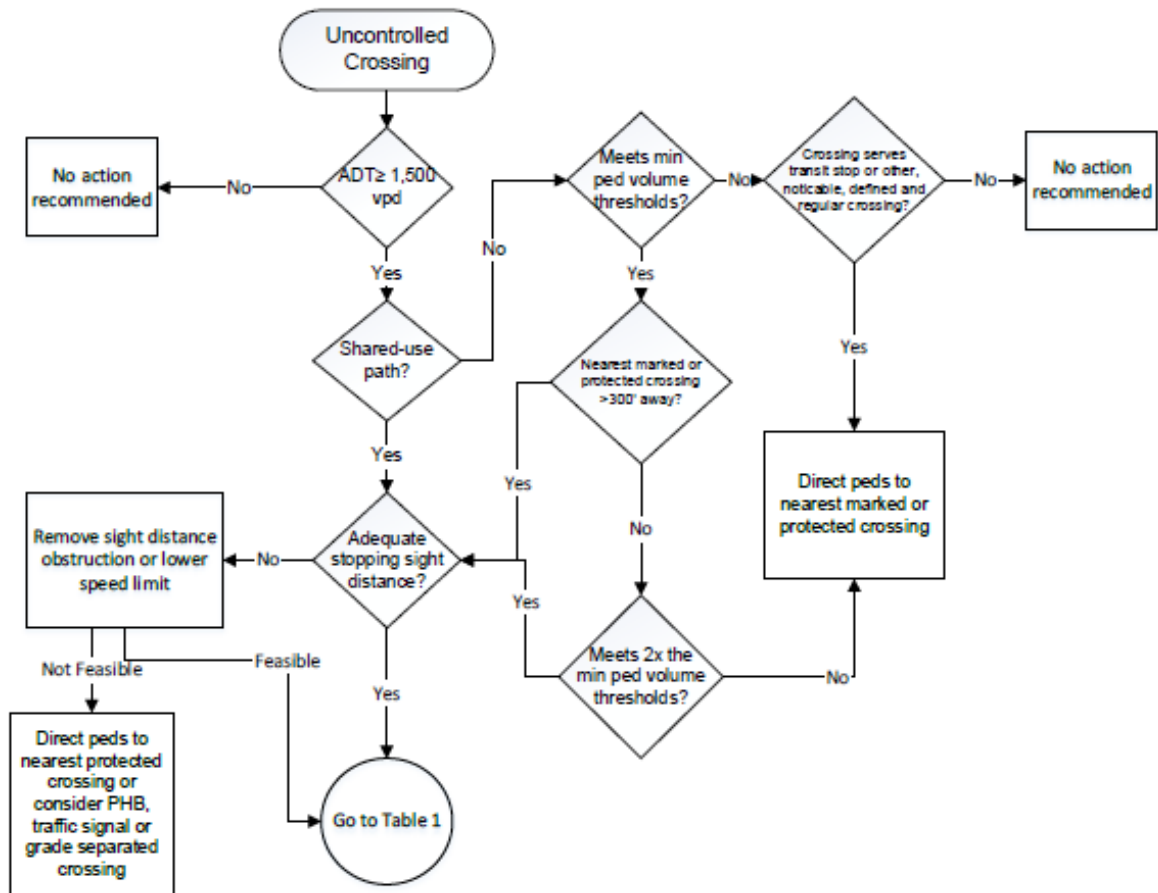 Uncontrolled
Crossing
No action
recommended
No
ADT≥ 1,500
vpd
Yes
No
Meets min
ped volume
thresholds?
No
Crossing serves
transit stop or other,
noticable, defined and
regular crossing?
No
No action
recommended
Shared-use
path?
Yes
Nearest marked or
protected crossing
>300' away?
Yes
Yes
Yes
No
Direct peds to
nearest marked or
protected crossing
Remove sight distance
obstruction or lower
speed limit
No
Adequate
stopping sight
distance?
Yes
Meets 2x the
min ped volume
thresholds?
No
Not Feasible
Feasible
Yes
Direct peds to
nearest protected
crossing or
consider PHB,
traffic signal or
grade separated
crossing
Go to Table 1